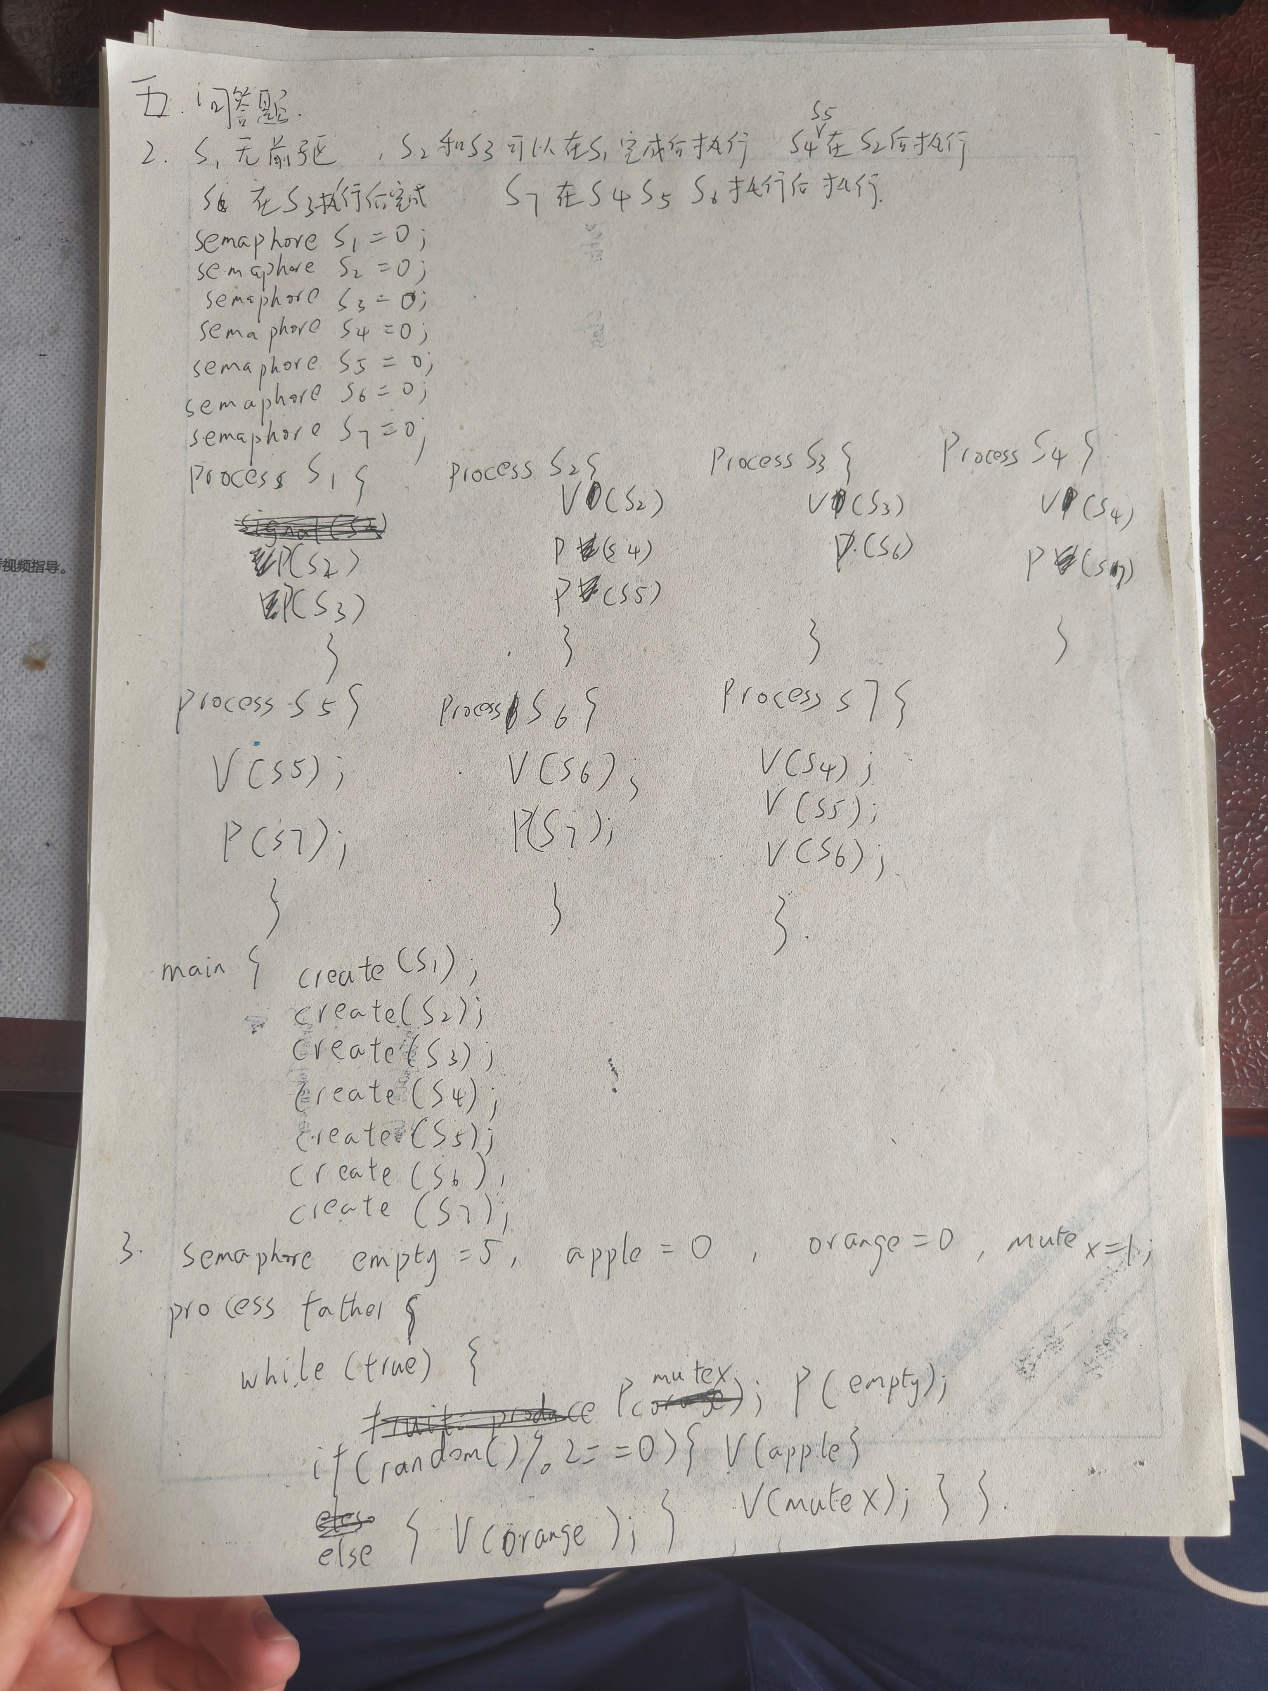 五.问答题.
2. S1无前驱,S2和S3可以在S1完成后执行 S4 S5在S2后执行
S6在S3执行后完成 S7在S4 S5 S6执行后执行.
semaphore S1=0;
semaphore S2=0;
semaphore S3=0;
semaphore S4=0;
semaphore S5=0;
semaphore S6=0;
semaphore S7=0;
process S1{ process S2{ process S3{ process S4{
V(S2) V(S3) V(S4)
P(S2) P(S4) P(S6) P(S7)
P(S3) P(S5)
} } } }
process S5{ process S6{ process S7{
V(S5); V(S6); V(S4);
V(S5);
P(S7); P(S7); V(S6);
} } }.
main { create(S1);
create(S2);
create(S3);
create(S4);
create(S5);
create(S6);
create(S7);
3. semaphore empty=5, apple=0, orange=0, mutex=1;
process father{
while(true) {
P(mutex); P(empty);
if(random()%2==0){ V(apple}
else { V(orange); } V(mutex); } }.
视频指导。